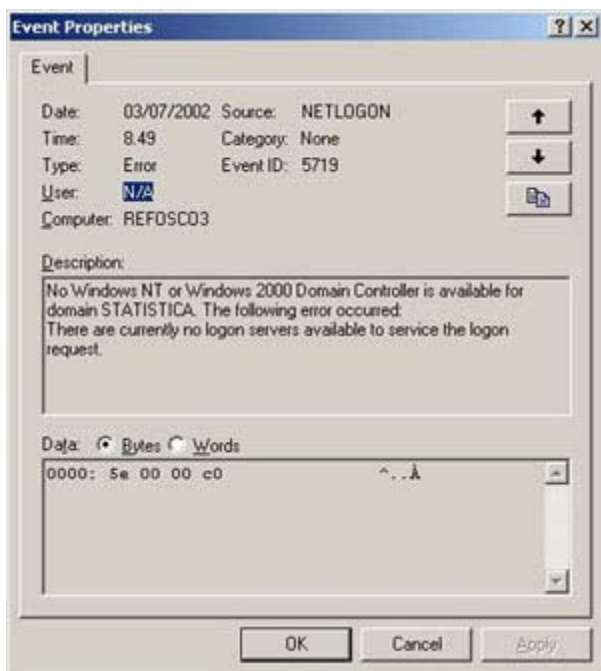 Event Properties
Event
Date: 03/07/2002 Source: NETLOGON
Time: 8.49 Category: None
Type: Error Event ID: 5719
User: N/A
Computer: REFOSCO3
Description:
No Windows NT or Windows 2000 Domain Controller is available for
domain STATISTICA. The following error occurred:
There are currently no logon servers available to service the logon
request.
Data: Bytes Words
0000: 5e 00 00 c0 ^..À
OK Cancel Apply